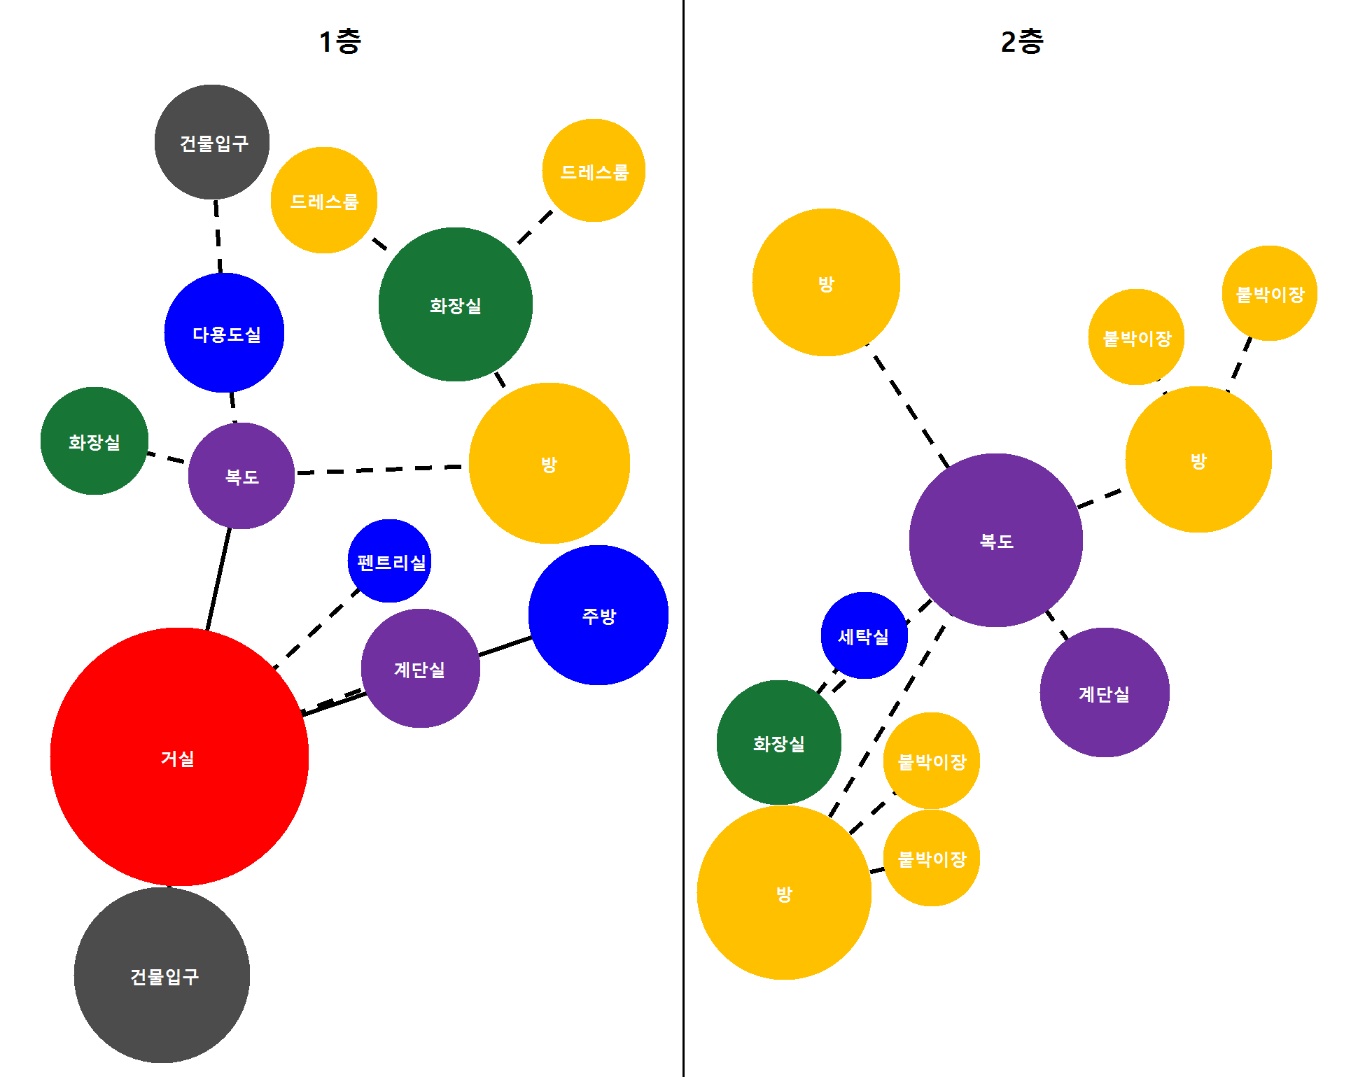 1층
건물입구
드레스룸
드레스룸
화장실
다용도실
화장실
복도
방
펜트리실
주방
계단실
거실
건물입구
2층
방
붙박이장
붙박이장
방
복도
세탁실
계단실
화장실
붙박이장
붙박이장
방